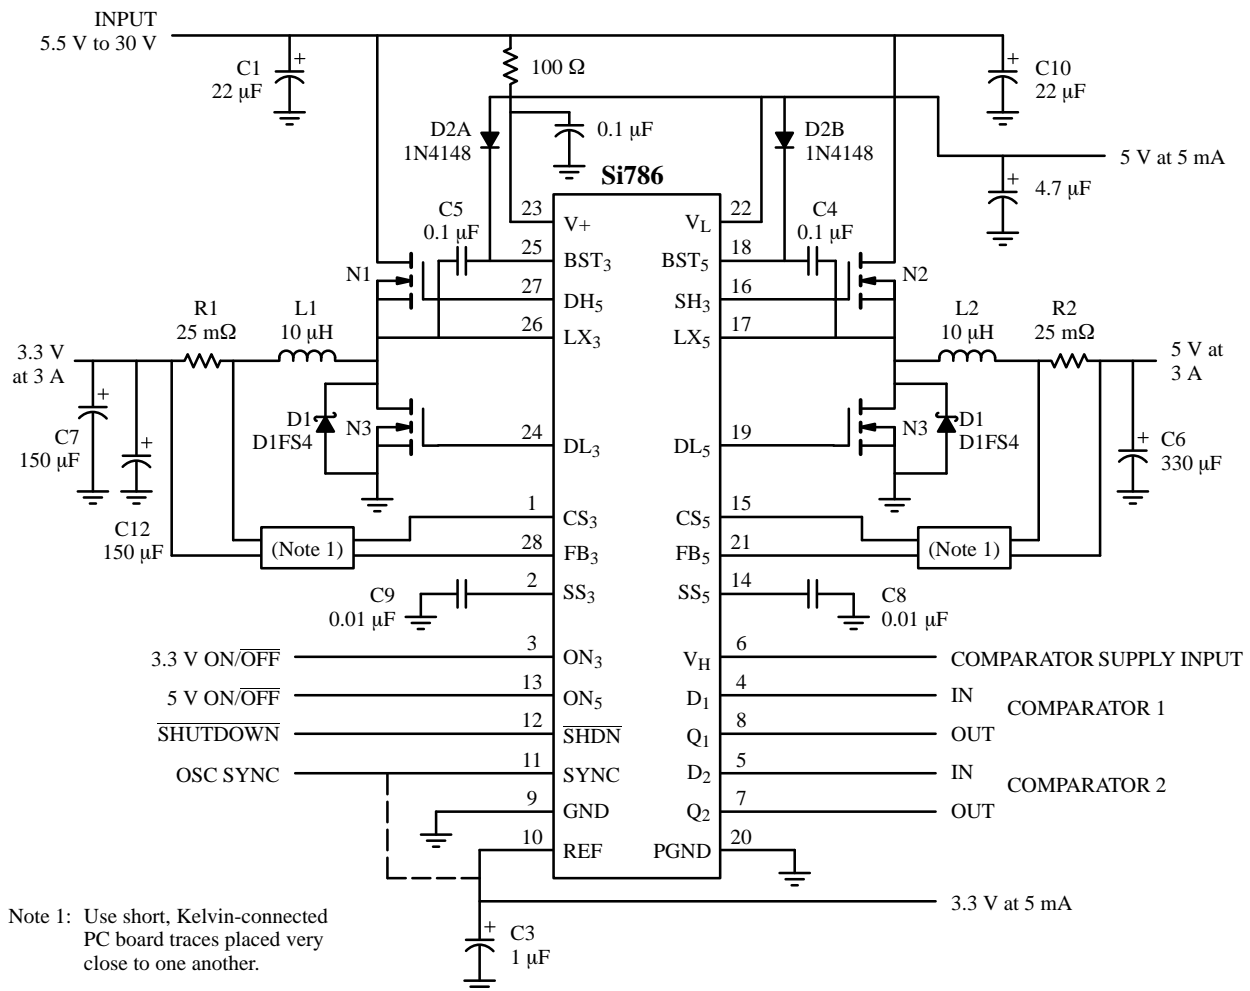 INPUT
5.5 V to 30 V
C1
22 µF
+
100 Ω
+
C10
22 µF
D2A
1N4148
0.1 µF
D2B
1N4148
5 V at 5 mA
+
4.7 µF
Si786
C5
0.1 µF
C4
0.1 µF
23
V+
VL
22
25
BST3
BST5
18
N1
N2
27
DH5
SH3
16
26
LX3
LX5
17
R1
25 mΩ
L1
10 µH
L2
10 µH
R2
25 mΩ
3.3 V
at 3 A
5 V at
3 A
+
C7
150 µF
+
C12
150 µF
D1
D1FS4
N3
N3
D1
D1FS4
+
C6
330 µF
24
DL3
DL5
19
1
CS3
CS5
15
(Note 1)
(Note 1)
28
FB3
FB5
21
2
SS3
SS5
14
C9
0.01 µF
C8
0.01 µF
3.3 V ON/OFF
3
ON3
VH
6
COMPARATOR SUPPLY INPUT
5 V ON/OFF
13
ON5
D1
4
IN
COMPARATOR 1
SHUTDOWN
12
SHDN
Q1
8
OUT
OSC SYNC
11
SYNC
D2
5
IN
COMPARATOR 2
9
GND
Q2
7
OUT
10
REF
PGND
20
3.3 V at 5 mA
+
C3
1 µF
Note 1: Use short, Kelvin-connected
PC board traces placed very
close to one another.